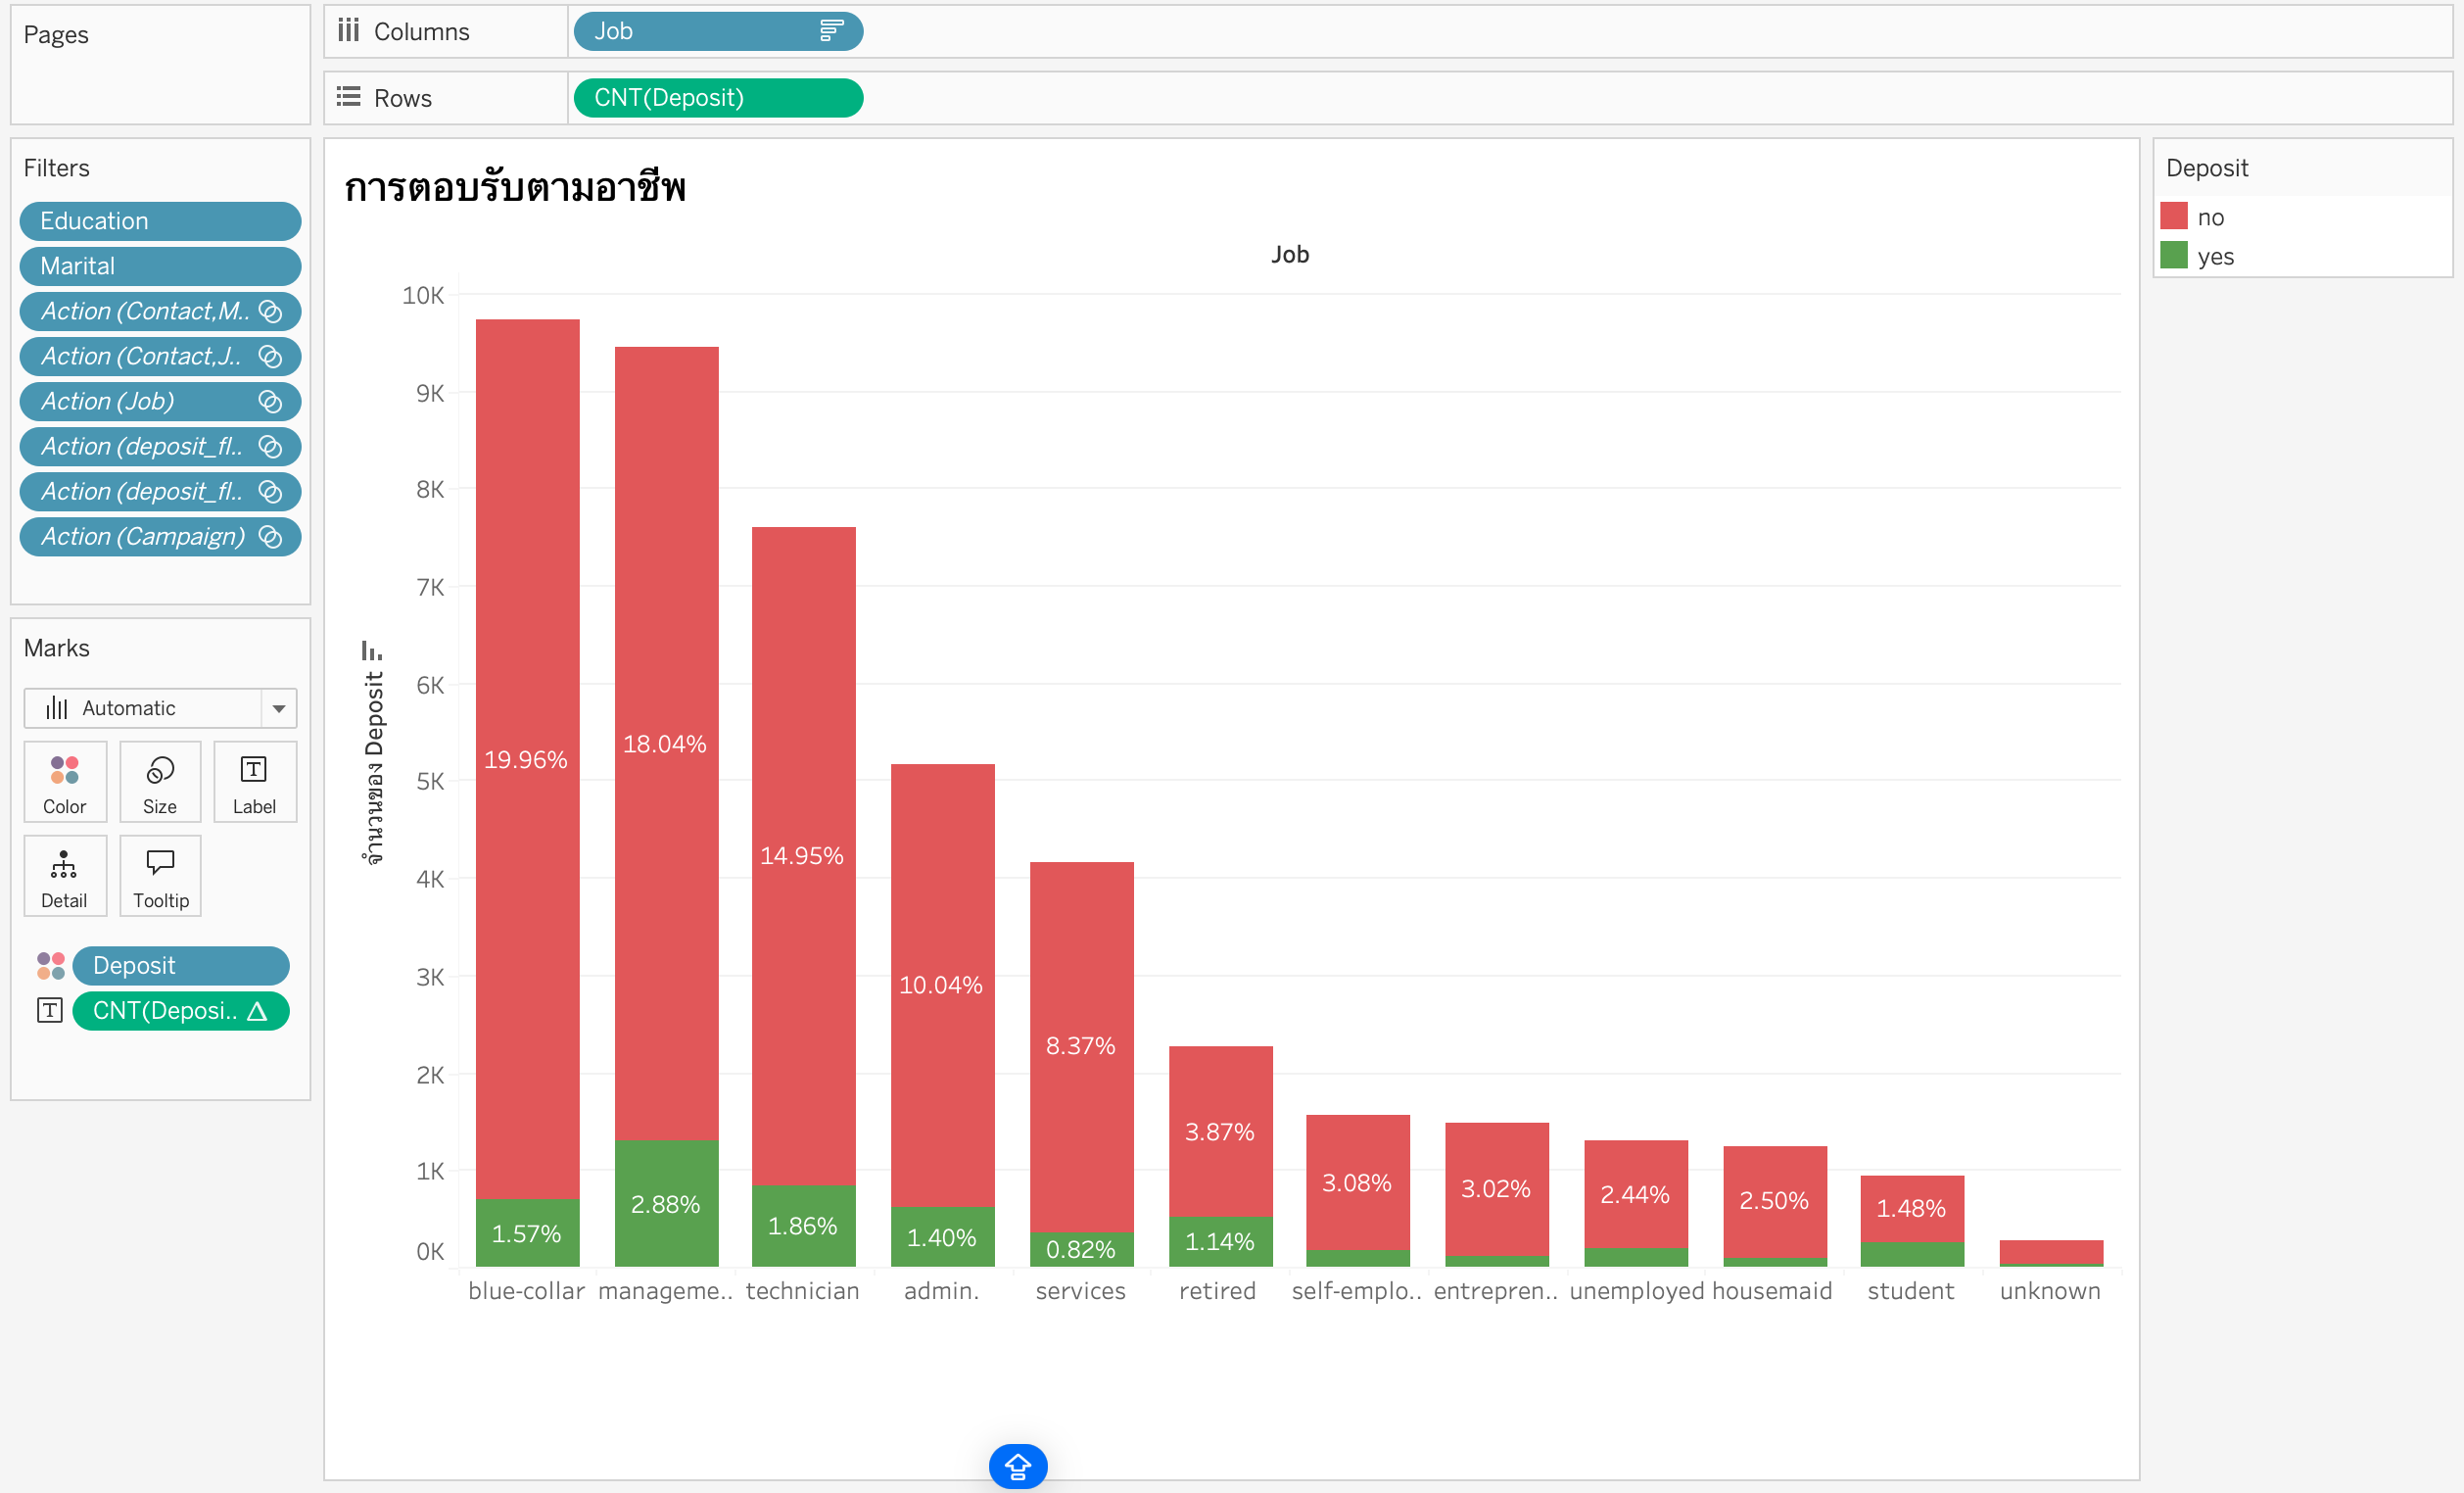 Pages
Columns
Job
Rows
CNT(Deposit)
Filters
Education
Marital
Action (Contact,M..
Action (Contact,J..
Action (Job)
Action (deposit_fl..
Action (deposit_fl..
Action (Campaign)
Marks
Automatic
Color
Size
Label
Detail
Tooltip
Deposit
CNT(Deposi..
การตอบรับตามอาชีพ
Job
จำนวนของ Deposit
10K
9K
8K
7K
6K
5K
4K
3K
2K
1K
0K
19.96%
18.04%
14.95%
10.04%
8.37%
3.87%
3.08%
3.02%
2.44%
2.50%
1.48%
1.57%
2.88%
1.86%
1.40%
0.82%
1.14%
blue-collar
manageme..
technician
admin.
services
retired
self-emplo..
entrepren..
unemployed
housemaid
student
unknown
Deposit
no
yes